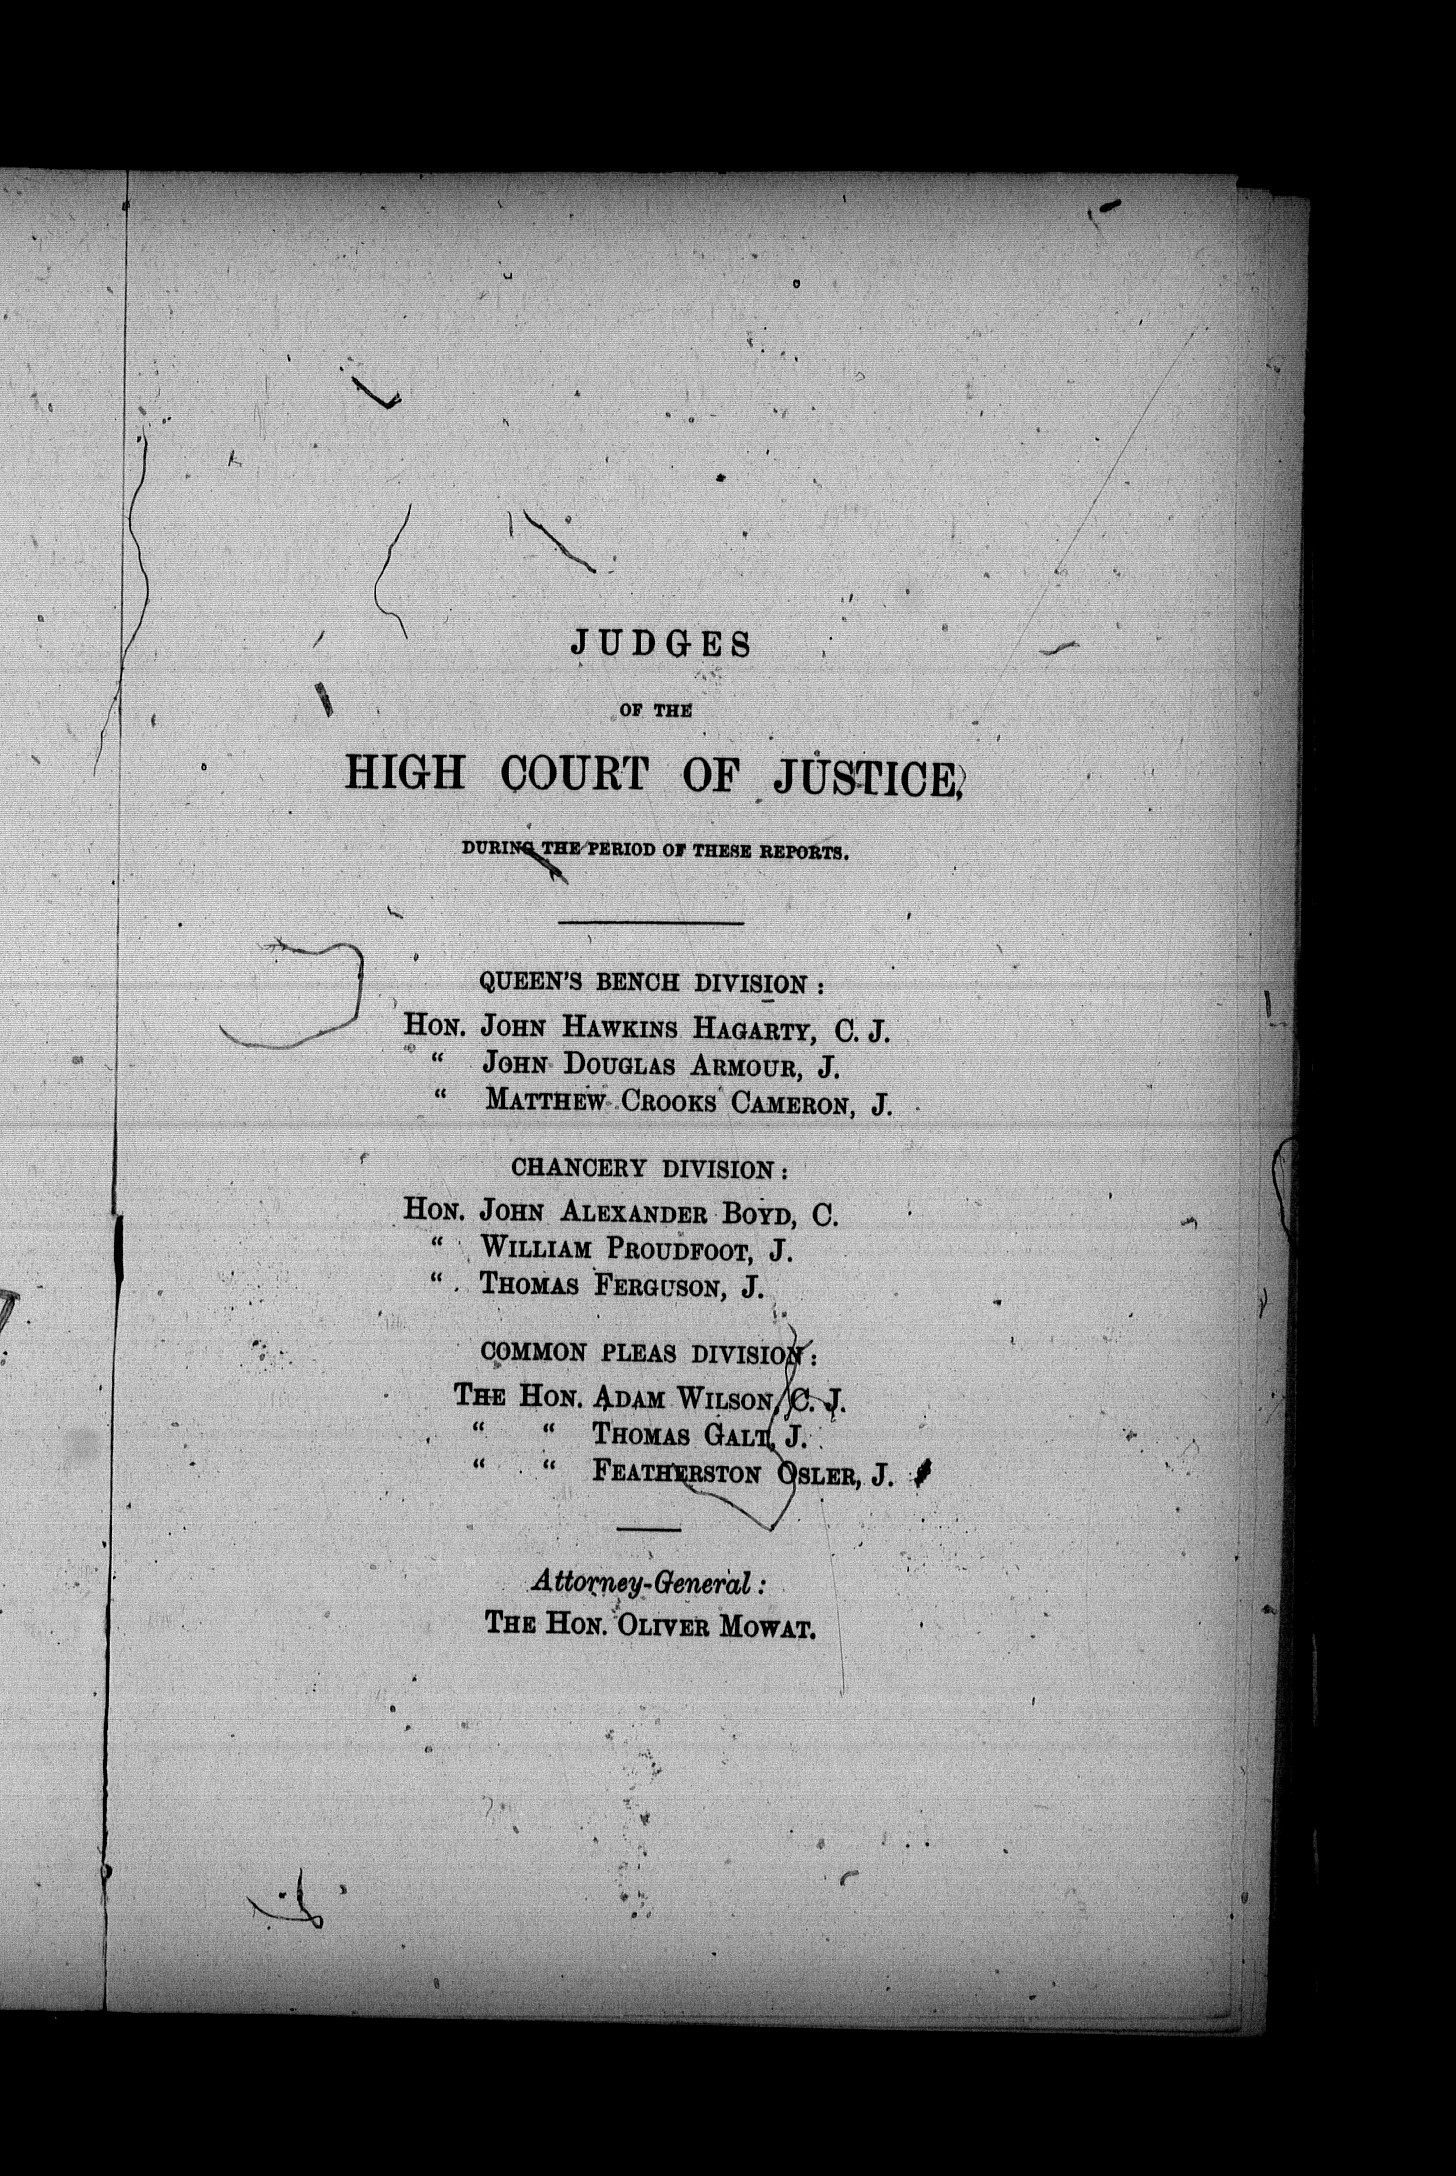 JUDGES
OF THE
HIGH COURT OF JUSTICE,
DURING THE PERIOD OF THESE REPORTS.
QUEEN'S BENCH DIVISION :
HON. JOHN HAWKINS HAGARTY, C. J.
“ JOHN DOUGLAS ARMOUR, J.
“ MATTHEW CROOKS CAMERON, J.
CHANCERY DIVISION :
HON. JOHN ALEXANDER BOYD, C.
“ WILLIAM PROUDFOOT, J.
“ THOMAS FERGUSON, J.
COMMON PLEAS DIVISION :
THE HON. ADAM WILSON, C. J.
“ “ THOMAS GALT, J.
“ “ FEATHERSTON OSLER, J.
Attorney-General :
THE HON. OLIVER MOWAT.